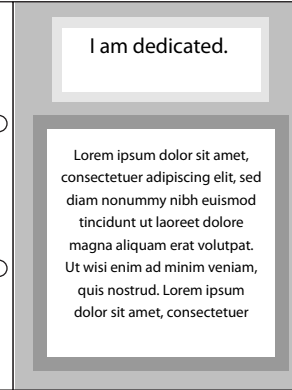 I am dedicated.
Lorem ipsum dolor sit amet,
consectetuer adipiscing elit, sed
diam nonummy nibh euismod
tincidunt ut laoreet dolore
magna aliquam erat volutpat.
Ut wisi enim ad minim veniam,
quis nostrud. Lorem ipsum
dolor sit amet, consectetuer